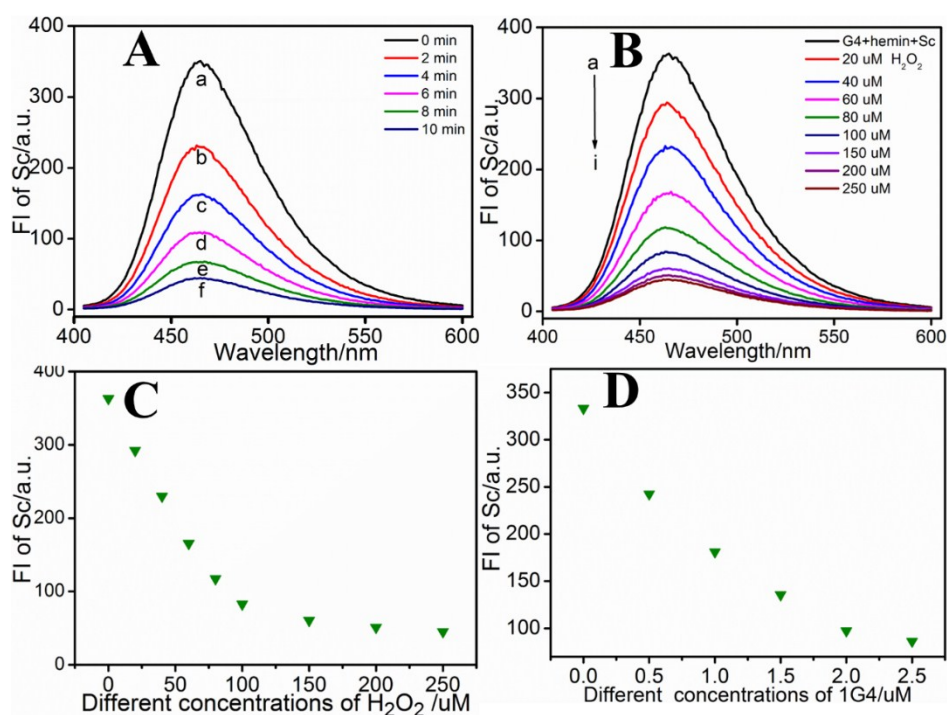 A
0 min
2 min
4 min
6 min
8 min
10 min
a
b
c
d
e
f
FI of Sc/a.u.
400
300
200
100
0
400 450 500 550 600
Wavelength/nm
B
G4+hemin+Sc
20 uM H₂O₂
40 uM
60 uM
80 uM
100 uM
150 uM
200 uM
250 uM
a
i
FI of Sc/a.u.
400
300
200
100
0
400 450 500 550 600
Wavelength/nm
C
FI of Sc/a.u.
400
300
200
100
0
0 50 100 150 200 250
Different concentrations of H₂O₂ /uM
D
FI of Sc/a.u.
350
300
250
200
150
100
0.0 0.5 1.0 1.5 2.0 2.5
Different concentrations of 1G4/uM